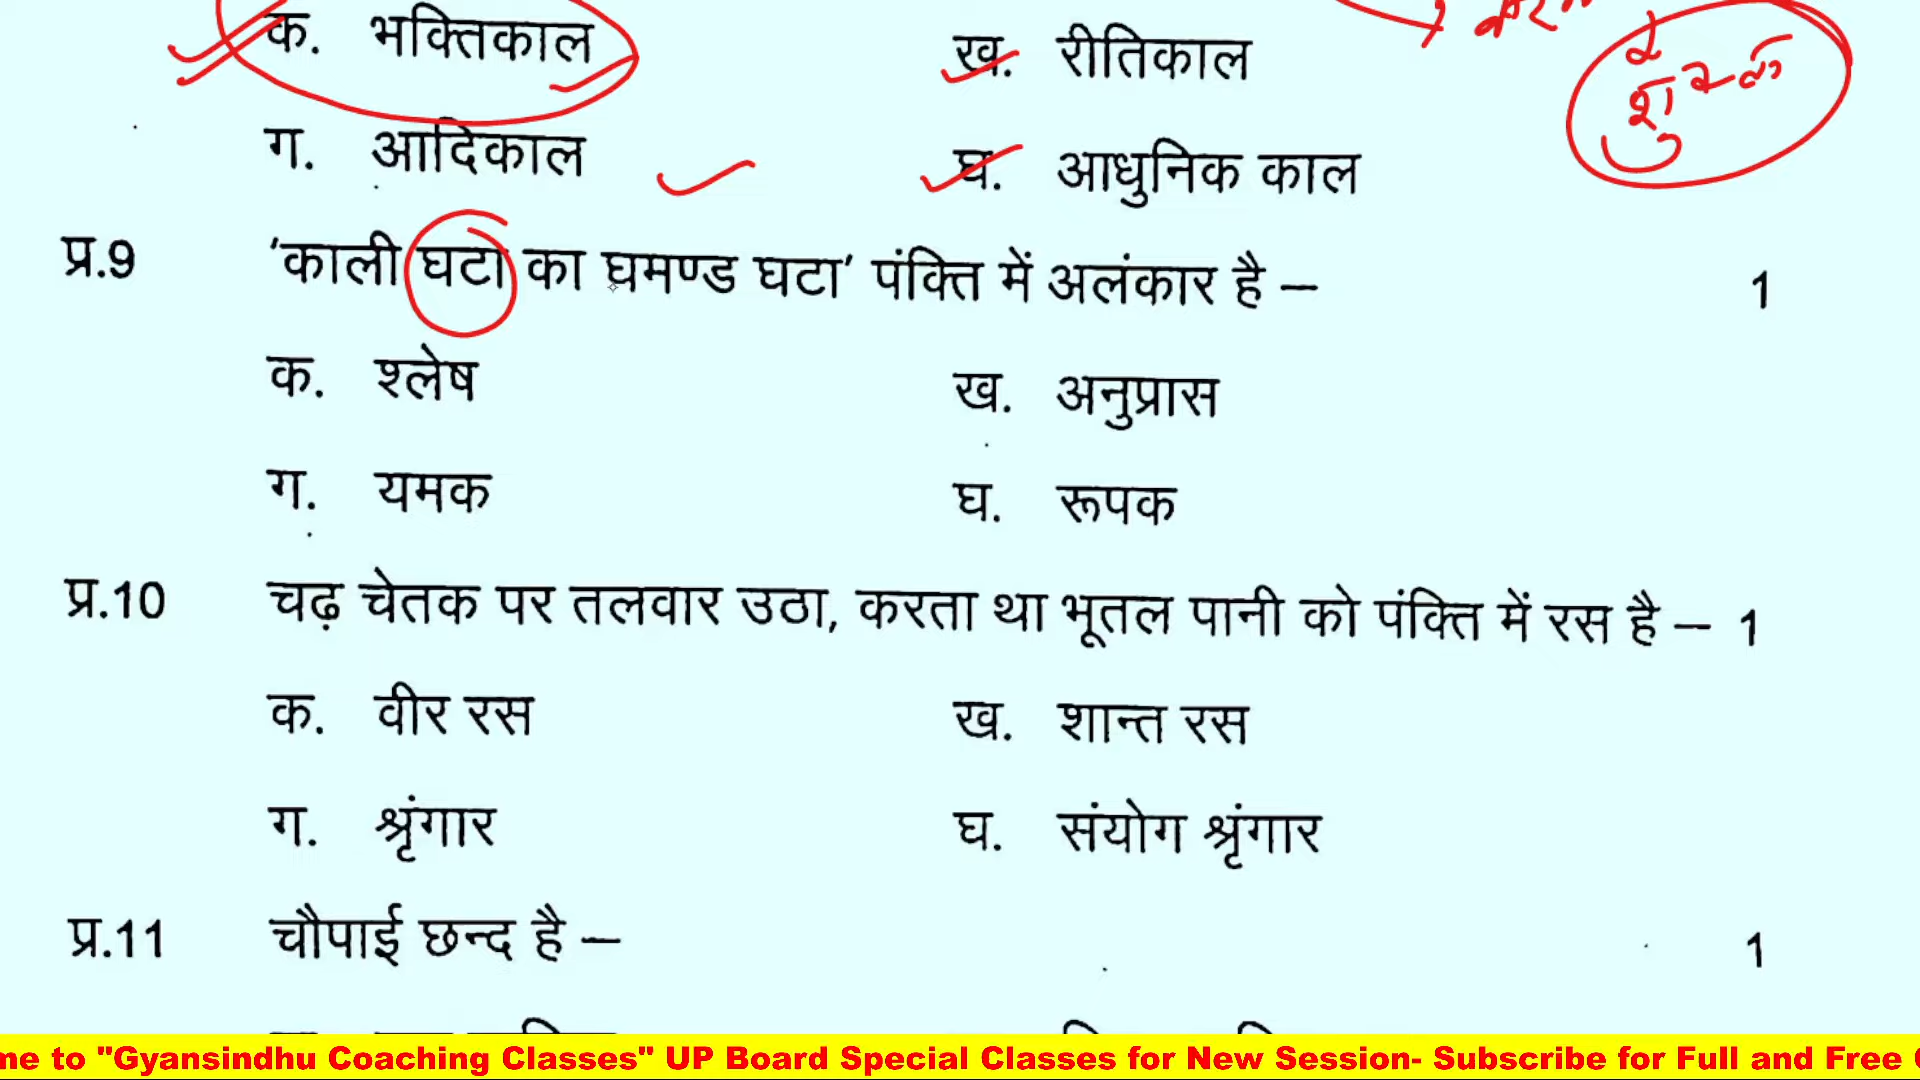 क. भक्तिकाल ख. रीतिकाल
ग. आदिकाल घ. आधुनिक काल
प्र.9 'काली घटा का घमण्ड घटा' पंक्ति में अलंकार है – 1
क. श्लेष ख. अनुप्रास
ग. यमक घ. रूपक
प्र.10 चढ़ चेतक पर तलवार उठा, करता था भूतल पानी को पंक्ति में रस है – 1
क. वीर रस ख. शान्त रस
ग. श्रृंगार घ. संयोग श्रृंगार
प्र.11 चौपाई छन्द है – 1
me to "Gyansindhu Coaching Classes" UP Board Special Classes for New Session- Subscribe for Full and Free